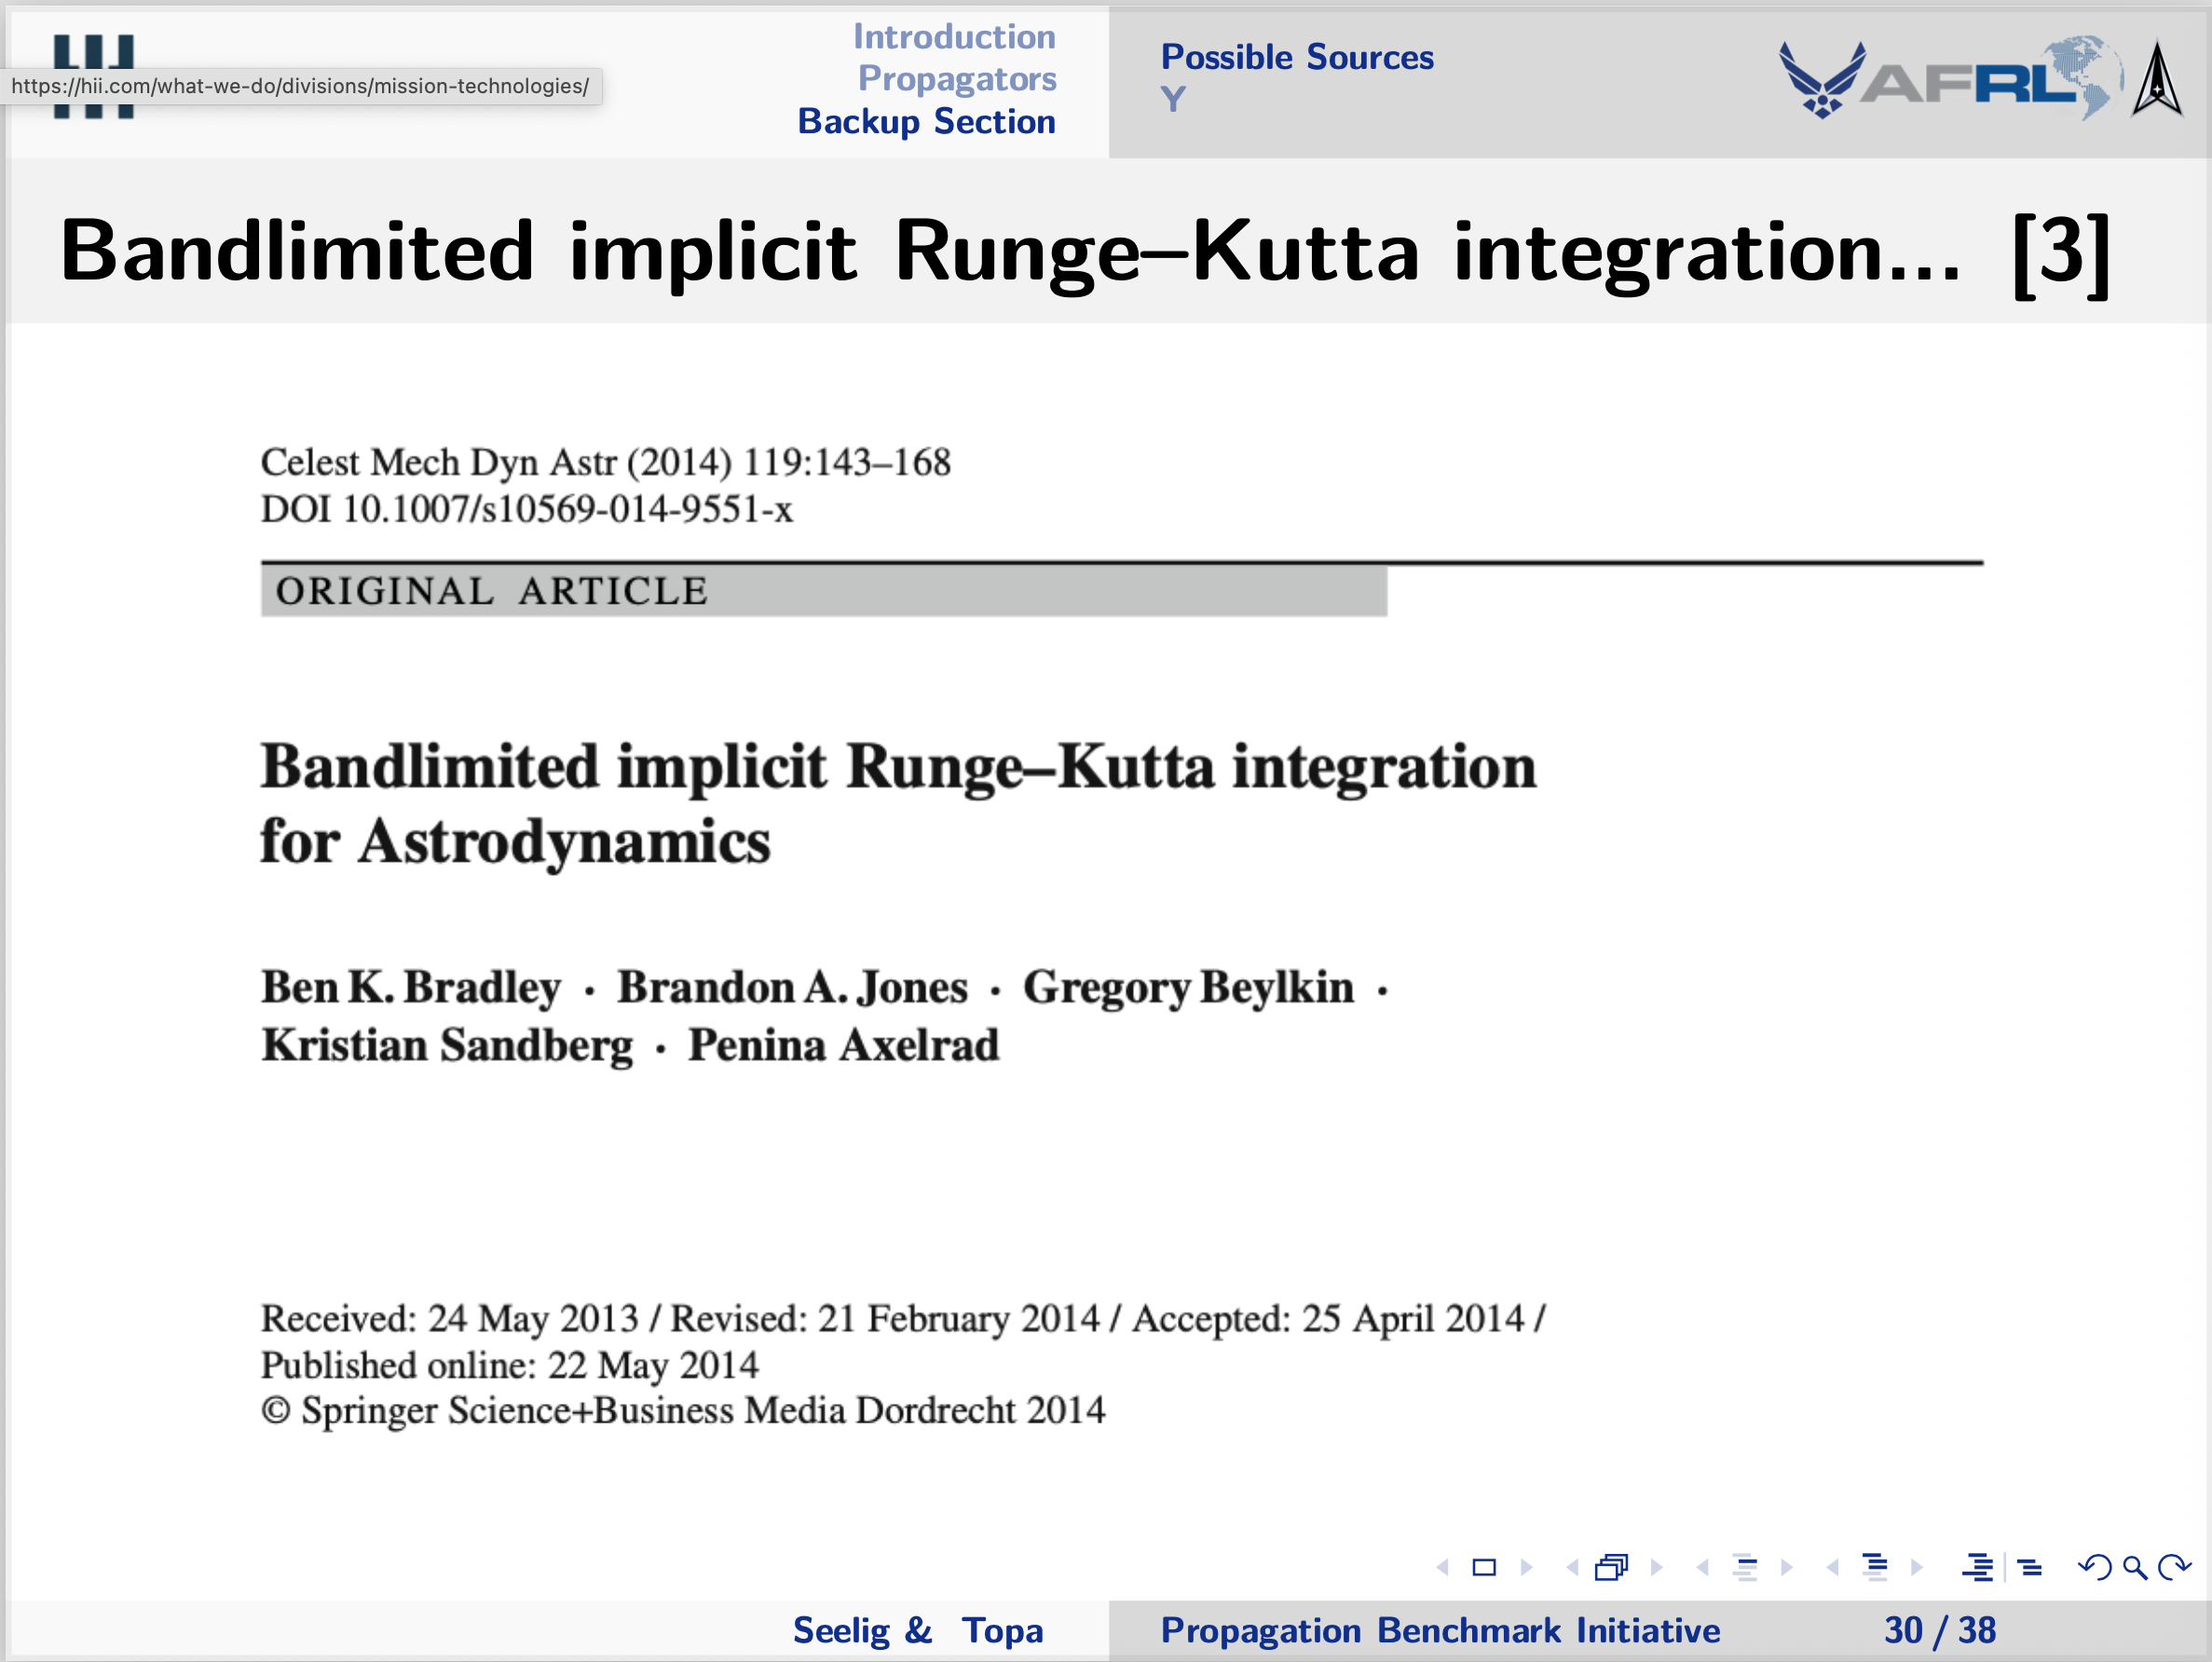 Introduction
Propagators
Backup Section
Possible Sources
Y
AFRL
https://hii.com/what-we-do/divisions/mission-technologies/
Bandlimited implicit Runge–Kutta integration... [3]
Celest Mech Dyn Astr (2014) 119:143–168
DOI 10.1007/s10569-014-9551-x
ORIGINAL ARTICLE
Bandlimited implicit Runge–Kutta integration
for Astrodynamics
Ben K. Bradley · Brandon A. Jones · Gregory Beylkin ·
Kristian Sandberg · Penina Axelrad
Received: 24 May 2013 / Revised: 21 February 2014 / Accepted: 25 April 2014 /
Published online: 22 May 2014
© Springer Science+Business Media Dordrecht 2014
Seelig & Topa
Propagation Benchmark Initiative
30 / 38